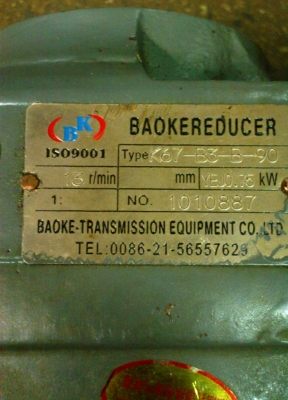 BK BAOKEREDUCER
ISO9001 Type K67-B3-B-90
13 r/min mm kW
1: NO. 1010887
BAOKE-TRANSMISSION EQUIPMENT CO.,LTD.
TEL:0086-21-56557629